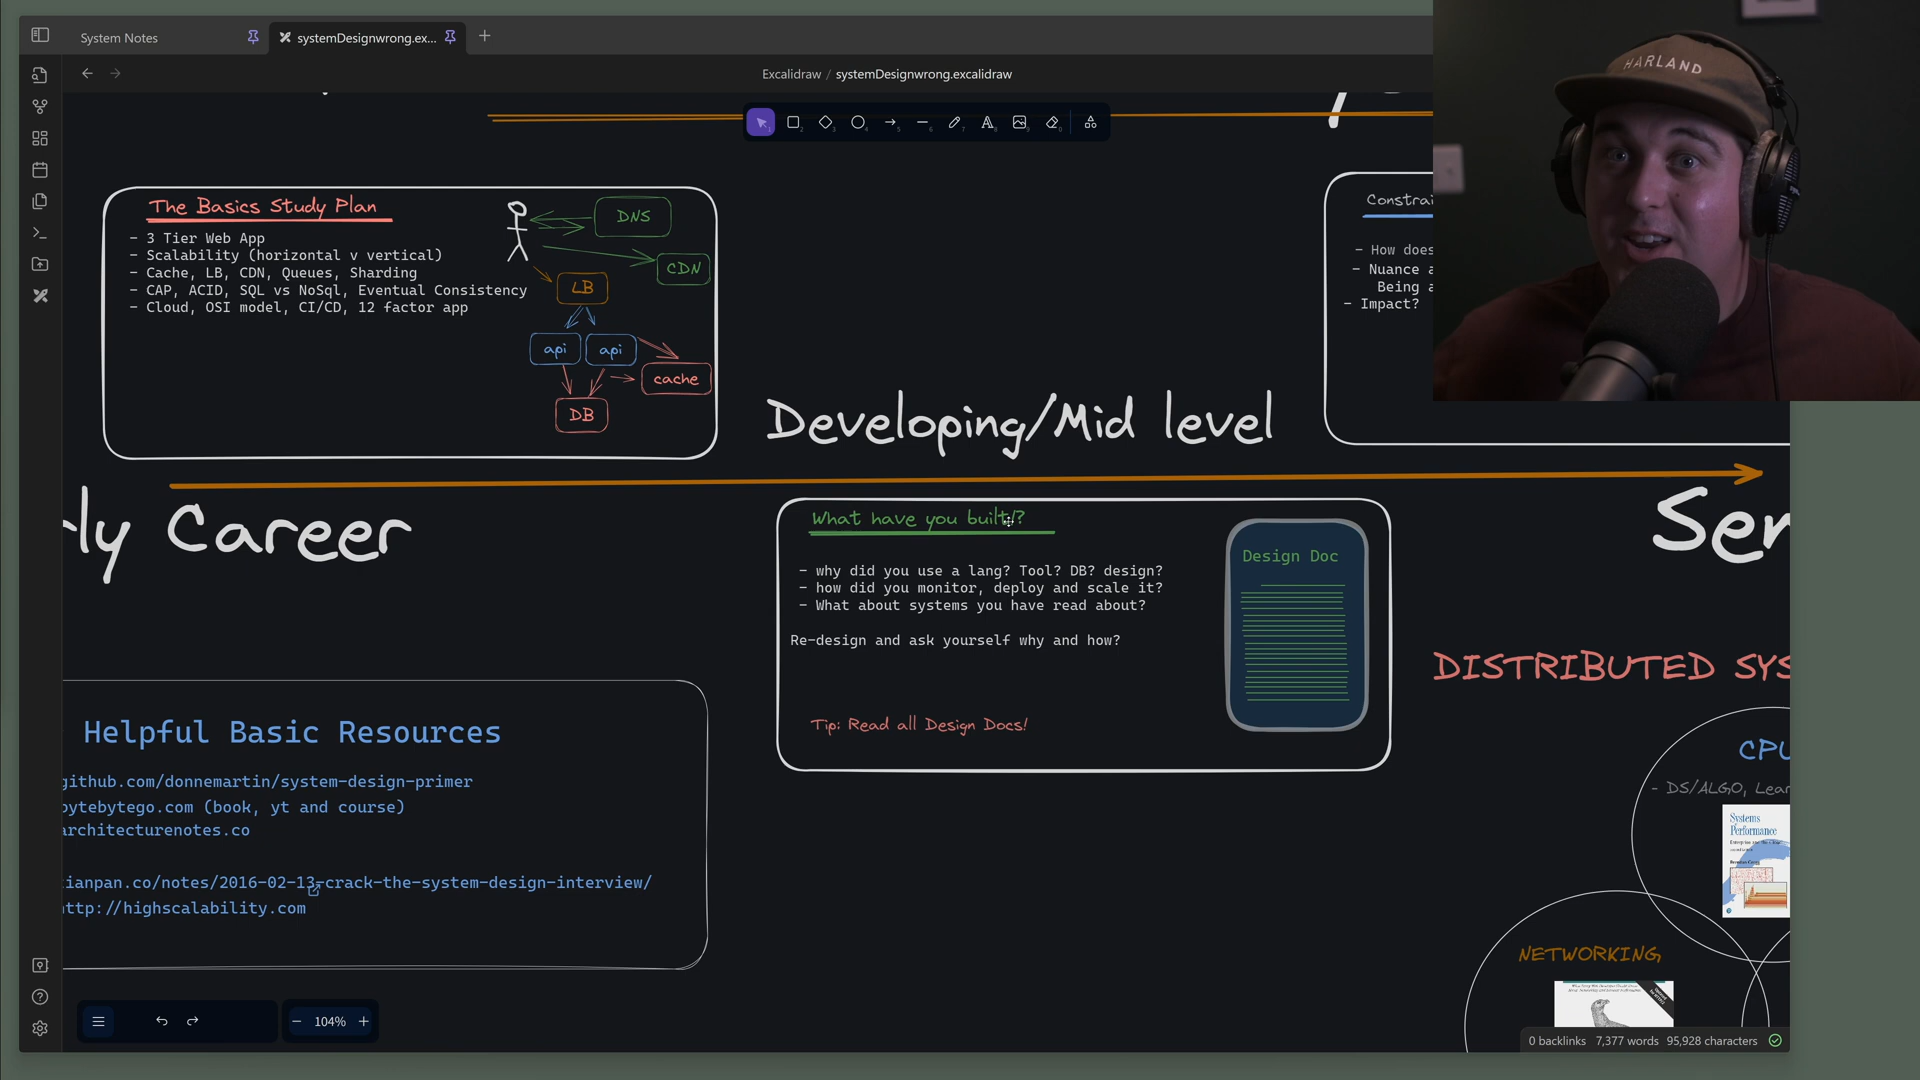 System Notes
systemDesignwrong.ex...
Excalidraw / systemDesignwrong.excalidraw
HARLAND
The Basics Study Plan
- 3 Tier Web App
- Scalability (horizontal v vertical)
- Cache, LB, CDN, Queues, Sharding
- CAP, ACID, SQL vs NoSql, Eventual Consistency
- Cloud, OSI model, CI/CD, 12 factor app
DNS
CDN
LB
api
api
cache
DB
Constrai
- How does
- Nuance a
Being a
- Impact?
Developing/Mid level
rly Career
Sen
What have you built!?
- why did you use a lang? Tool? DB? design?
- how did you monitor, deploy and scale it?
- What about systems you have read about?
Re-design and ask yourself why and how?
Tip: Read all Design Docs!
Design Doc
DISTRIBUTED SYS
CPU
- DS/ALGO, Lear
Systems
Performance
NETWORKING
Helpful Basic Resources
github.com/donnemartin/system-design-primer
bytebytego.com (book, yt and course)
architecturenotes.co
tianpan.co/notes/2016-02-13-crack-the-system-design-interview/
http://highscalability.com
104%
0 backlinks 7,377 words 95,928 characters